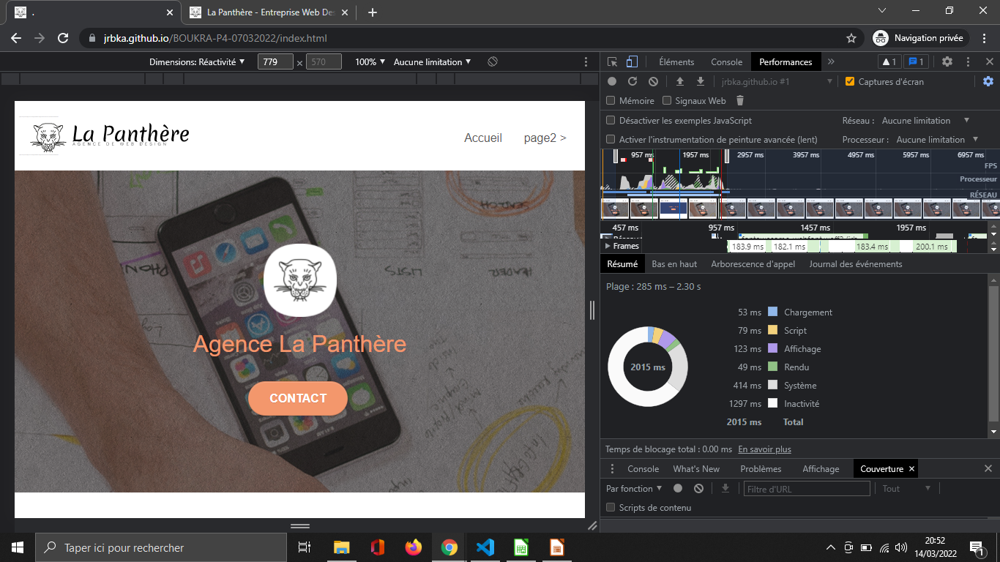 .
La Panthère - Entreprise Web Des
jrbka.github.io/BOUKRA-P4-07032022/index.html
Navigation privée
Dimensions: Réactivité
779
×
570
100%
Aucune limitation
Éléments
Console
Performances
1
1
jrbka.github.io #1
Captures d'écran
Mémoire
Signaux Web
Désactiver les exemples JavaScript
Réseau :
Aucune limitation
Activer l'instrumentation de peinture avancée (lent)
Processeur :
Aucune limitation
957 ms
1957 ms
2957 ms
3957 ms
4957 ms
5957 ms
6957 ms
FPS
Processeur
RÉSEAU
457 ms
957 ms
1457 ms
1957 ms
Frames
183.9 ms
182.1 ms
183.4 ms
200.1 ms
Résumé
Bas en haut
Arborescence d'appel
Journal des événements
Plage : 285 ms – 2.30 s
53 ms
Chargement
79 ms
Script
123 ms
Affichage
49 ms
Rendu
414 ms
Système
1297 ms
Inactivité
2015 ms
Total
2015 ms
Temps de blocage total : 0.00 ms
En savoir plus
Console
What's New
Problèmes
Affichage
Couverture
Par fonction
Filtre d'URL
Tout
Scripts de contenu
La Panthère
AGENCE DE WEB DESIGN
Accueil
page2 >
SEARCH
PHON
LISTS
HEADER
Agence La Panthère
CONTACT
Taper ici pour rechercher
20:52
14/03/2022
1